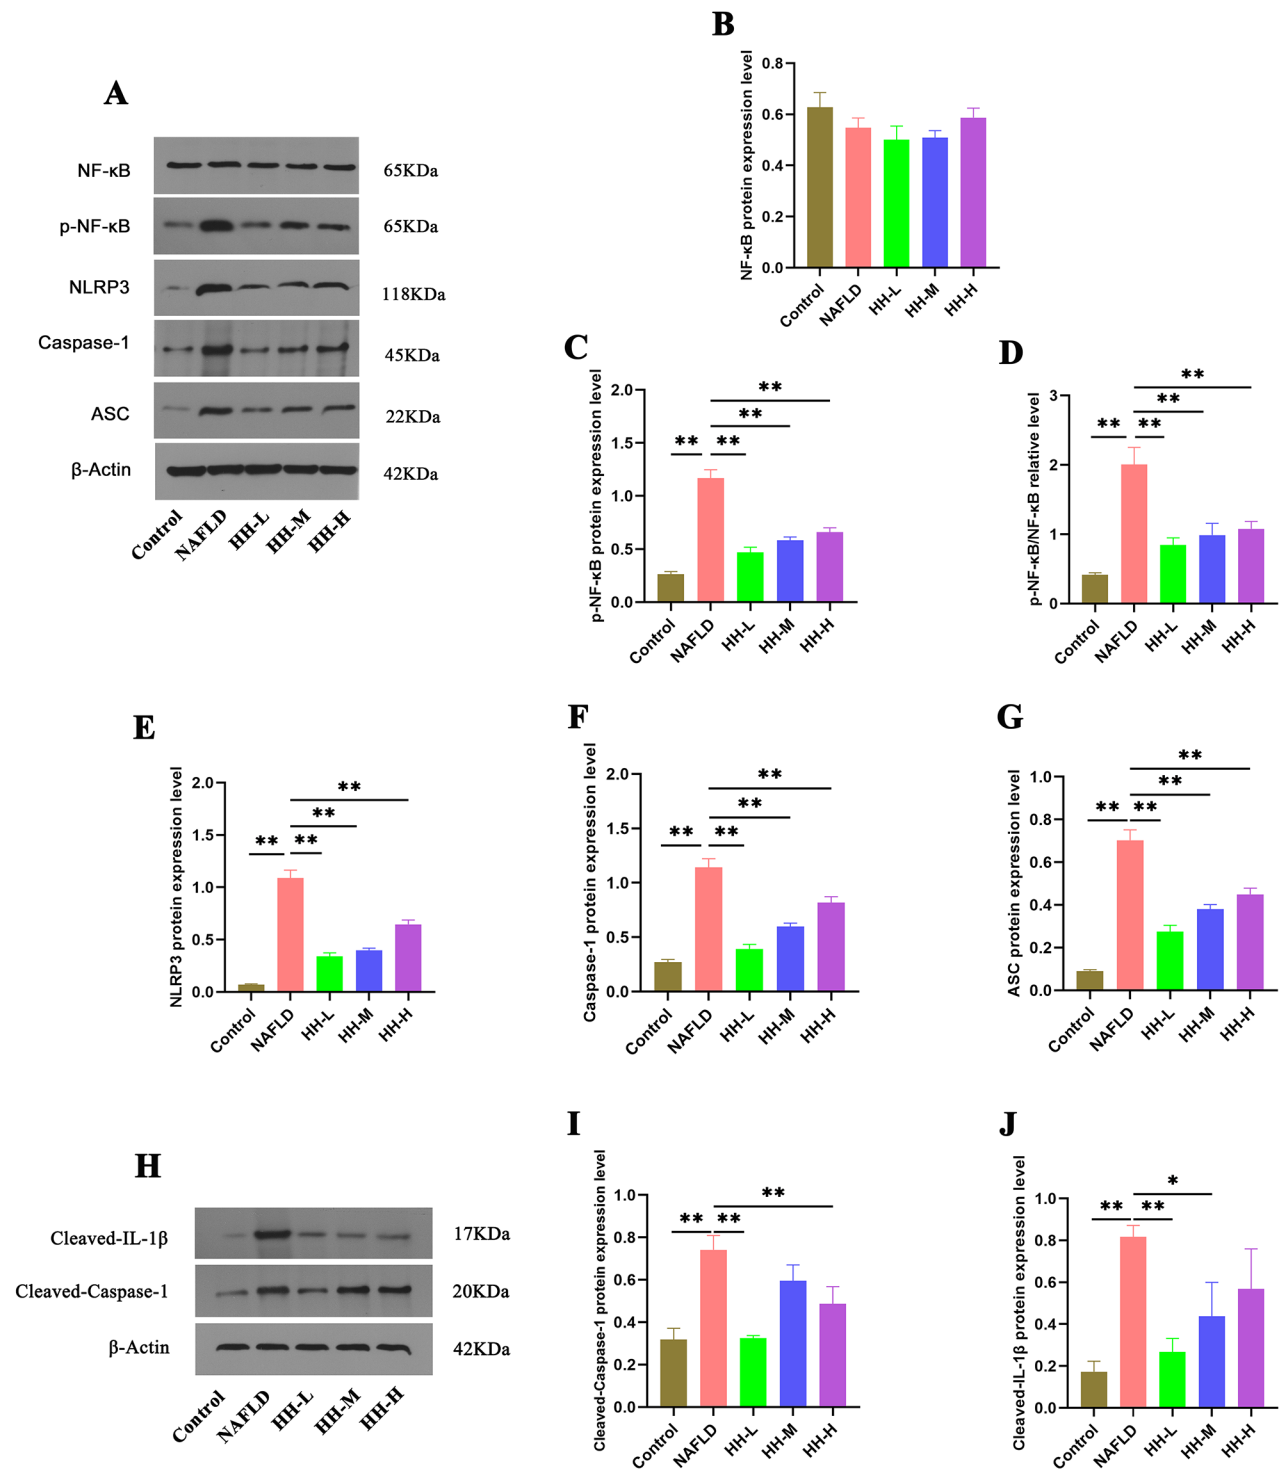 A
NF-κB 65KDa
p-NF-κB 65KDa
NLRP3 118KDa
Caspase-1 45KDa
ASC 22KDa
β-Actin 42KDa
Control NAFLD HH-L HH-M HH-H
B
NF-κB protein expression level
0.8
0.6
0.4
0.2
0.0
Control NAFLD HH-L HH-M HH-H
C
p-NF-κB protein expression level
2.0
1.5
1.0
0.5
0.0
**
**
** **
Control NAFLD HH-L HH-M HH-H
D
p-NF-κB/NF-κB relative level
3
2
1
0
**
**
** **
Control NAFLD HH-L HH-M HH-H
E
NLRP3 protein expression level
2.0
1.5
1.0
0.5
0.0
**
**
** **
Control NAFLD HH-L HH-M HH-H
F
Caspase-1 protein expression level
2.0
1.5
1.0
0.5
0.0
**
**
** **
Control NAFLD HH-L HH-M HH-H
G
ASC protein expression level
1.0
0.8
0.6
0.4
0.2
0.0
**
**
** **
Control NAFLD HH-L HH-M HH-H
H
Cleaved-IL-1β 17KDa
Cleaved-Caspase-1 20KDa
β-Actin 42KDa
Control NAFLD HH-L HH-M HH-H
I
Cleaved-Caspase-1 protein expression level
1.0
0.8
0.6
0.4
0.2
0.0
**
** **
Control NAFLD HH-L HH-M HH-H
J
Cleaved-IL-1β protein expression level
1.0
0.8
0.6
0.4
0.2
0.0
*
** **
Control NAFLD HH-L HH-M HH-H